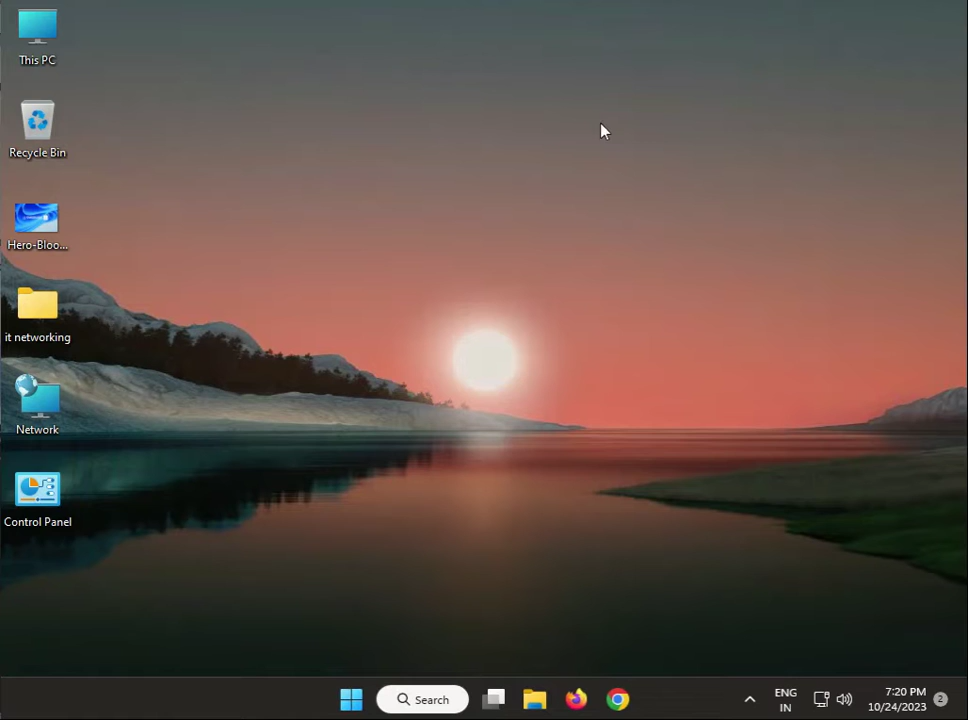 This PC
Recycle Bin
Hero-Bloo...
it networking
Network
Control Panel
Search
ENG
IN
7:20 PM
10/24/2023
2